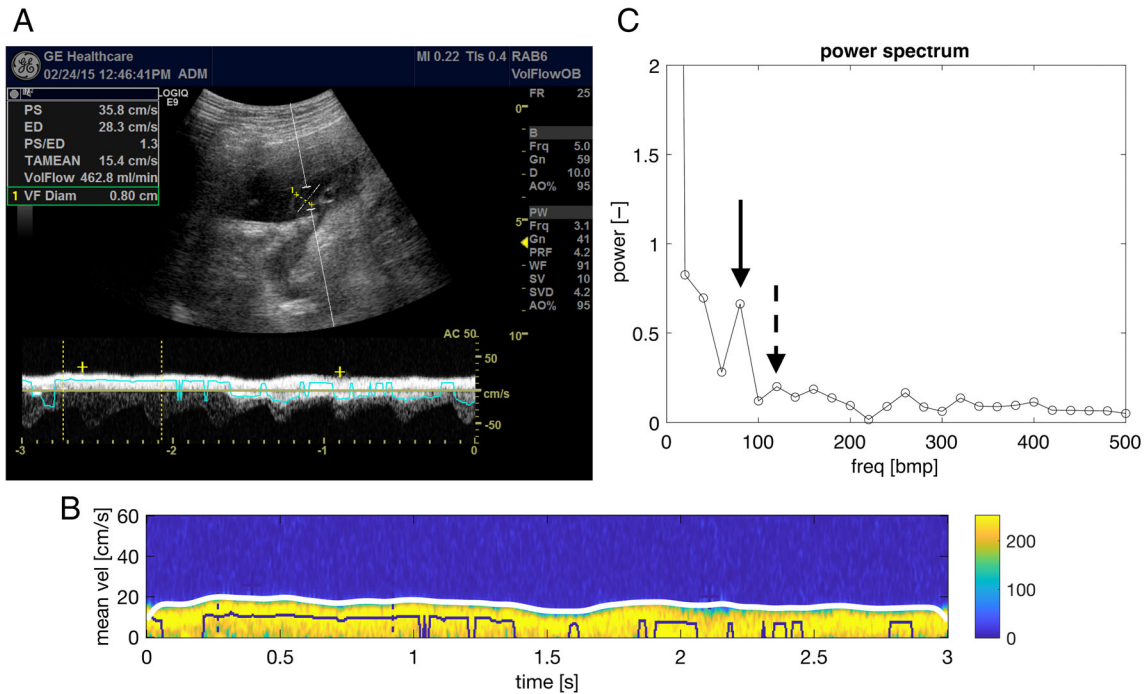 A
GE Healthcare
02/24/15 12:46:41PM ADM
MI 0.22 TIs 0.4 RAB6
VolFlowOB
LOGIQ
E9
PS 35.8 cm/s
ED 28.3 cm/s
PS/ED 1.3
TAMEAN 15.4 cm/s
VolFlow 462.8 ml/min
1 VF Diam 0.80 cm
1
0
5
10
FR 25
B
Frq 5.0
Gn 59
D 10.0
AO% 95
PW
Frq 3.1
Gn 41
PRF 4.2
WF 91
SV 10
SVD 4.2
AO% 95
AC 50
50
cm/s
-50
-3 -2 -1 0
C
power spectrum
2
1.5
1
0.5
0
power [–]
0 100 200 300 400 500
freq [bmp]
B
60
40
20
0
mean vel [cm/s]
0 0.5 1 1.5 2 2.5 3
time [s]
200
100
0